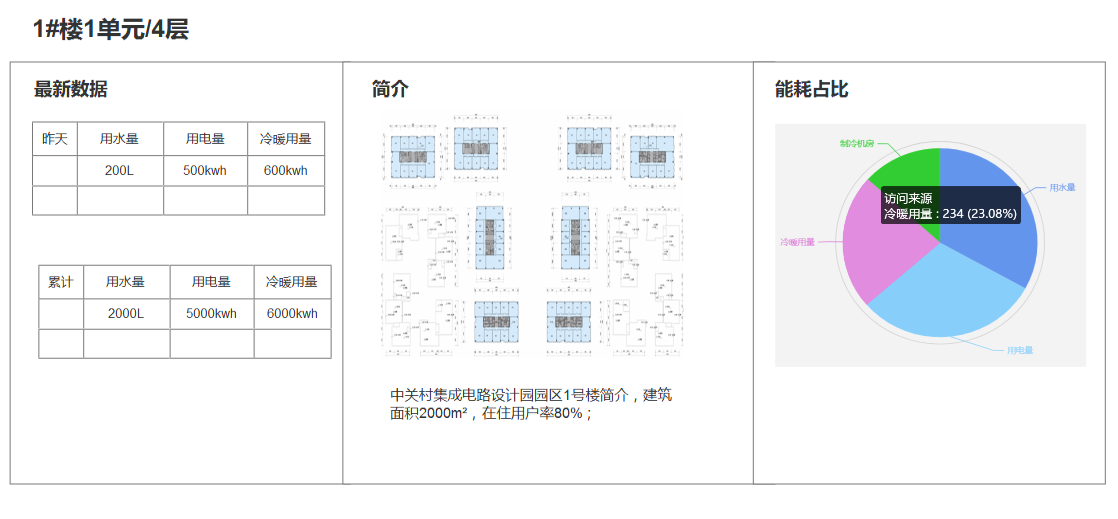 1#楼1单元/4层
最新数据
昨天 用水量 用电量 冷暖用量
200L 500kwh 600kwh
累计 用水量 用电量 冷暖用量
2000L 5000kwh 6000kwh
简介
中关村集成电路设计园园区1号楼简介，建筑
面积2000m²，在住用户率80%；
能耗占比
制冷机房
用水量
访问来源
冷暖用量 : 234 (23.08%)
冷暖用量
用电量